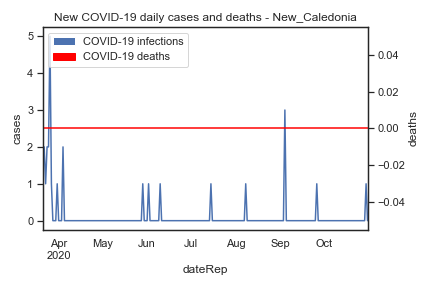 New COVID-19 daily cases and deaths - New_Caledonia
COVID-19 infections
COVID-19 deaths
5
4
3
2
1
0
cases
0.04
0.02
0.00
−0.02
−0.04
deaths
Apr
2020
May
Jun
Jul
Aug
Sep
Oct
dateRep